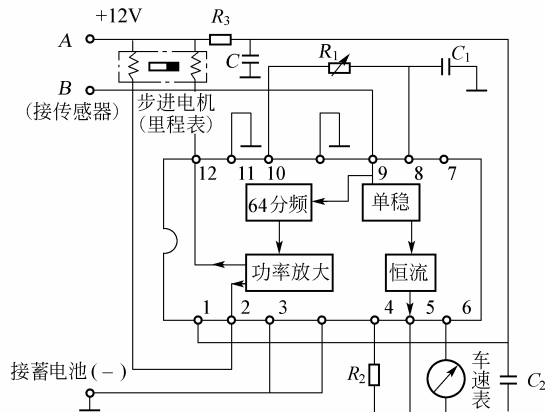 +12V
R3
A
C
R1
C1
B
(接传感器)
步进电机
(里程表)
12
11
10
9
8
7
64分频
单稳
功率放大
恒流
1
2
3
4
5
6
接蓄电池(-)
R2
车速表
C2